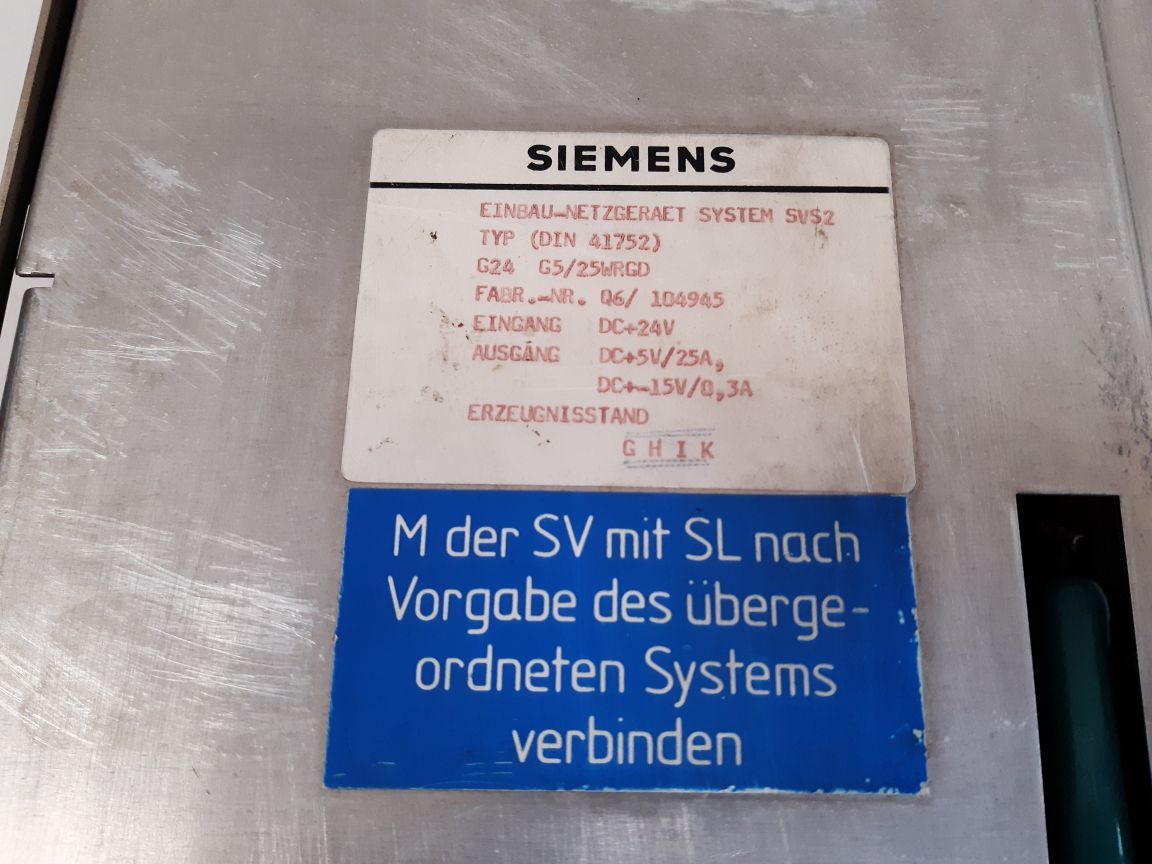 SIEMENS
EINBAU-NETZGERAET SYSTEM SVS2
TYP (DIN 41752)
G24 G5/25WRGD
FABR.-NR. Q6/ 104945
EINGANG DC+24V
AUSGANG DC+5V/25A,
DC+-15V/0,3A
ERZEUGNISSTAND
G H I K
M der SV mit SL nach
Vorgabe des überge-
ordneten Systems
verbinden